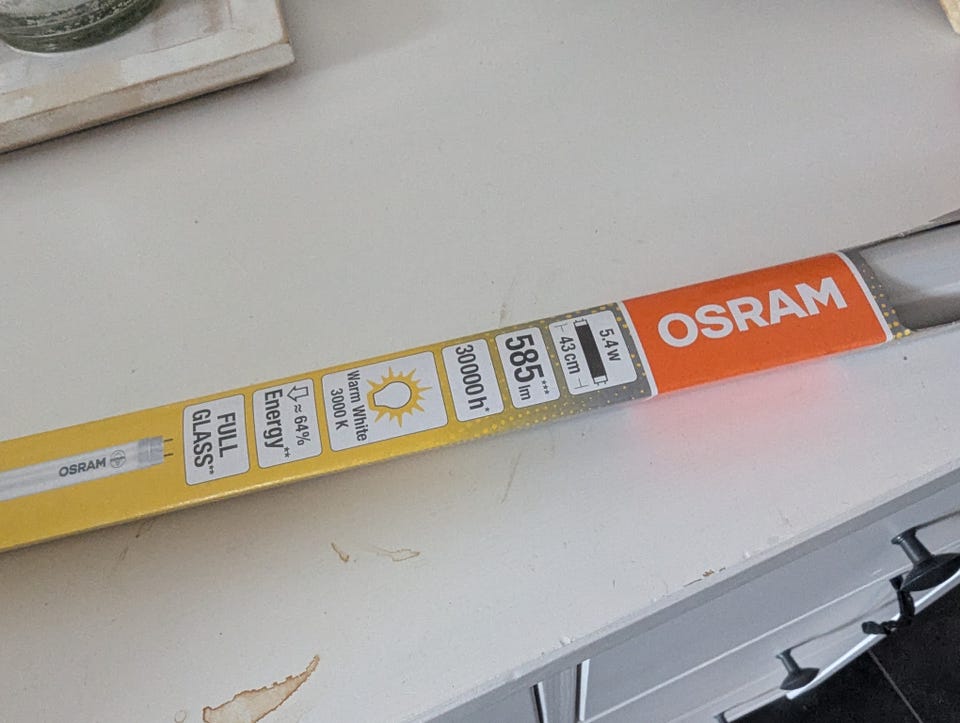 OSRAM
FULL
GLASS**
≈ 64%
Energy**
Warm White
3000 K
30000 h*
585 lm***
5.4 W
43 cm
OSRAM